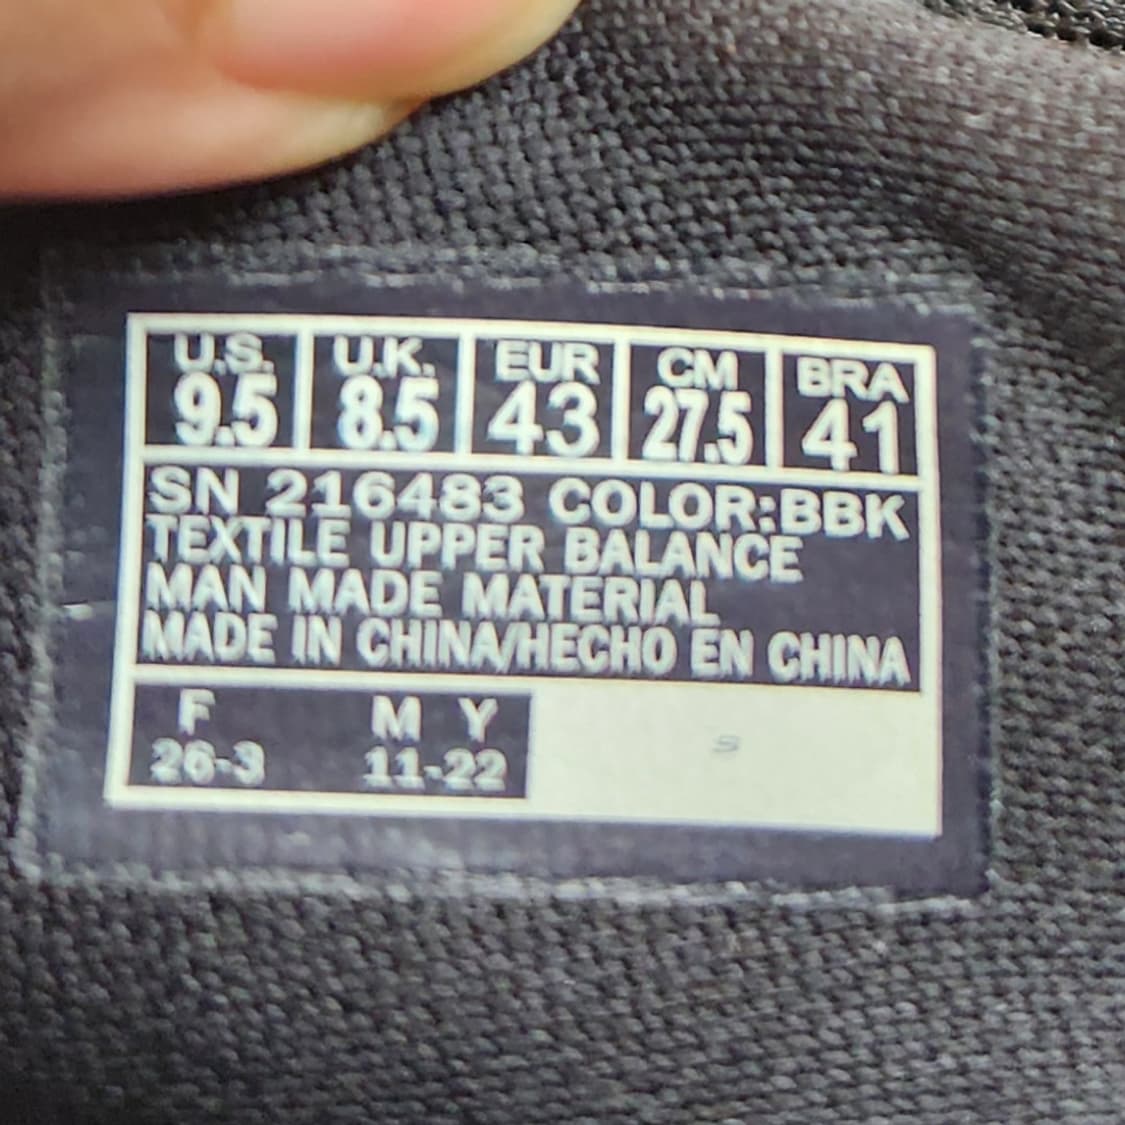 U.S. U.K. EUR CM BRA
9.5 8.5 43 27.5 41
SN 216483 COLOR:BBK
TEXTILE UPPER BALANCE
MAN MADE MATERIAL
MADE IN CHINA/HECHO EN CHINA
F M Y
26-3 11-22
S